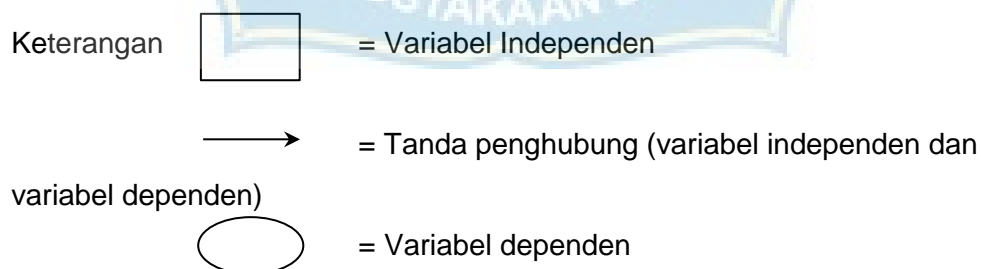 Keterangan = Variabel Independen
= Tanda penghubung (variabel independen dan
variabel dependen)
= Variabel dependen